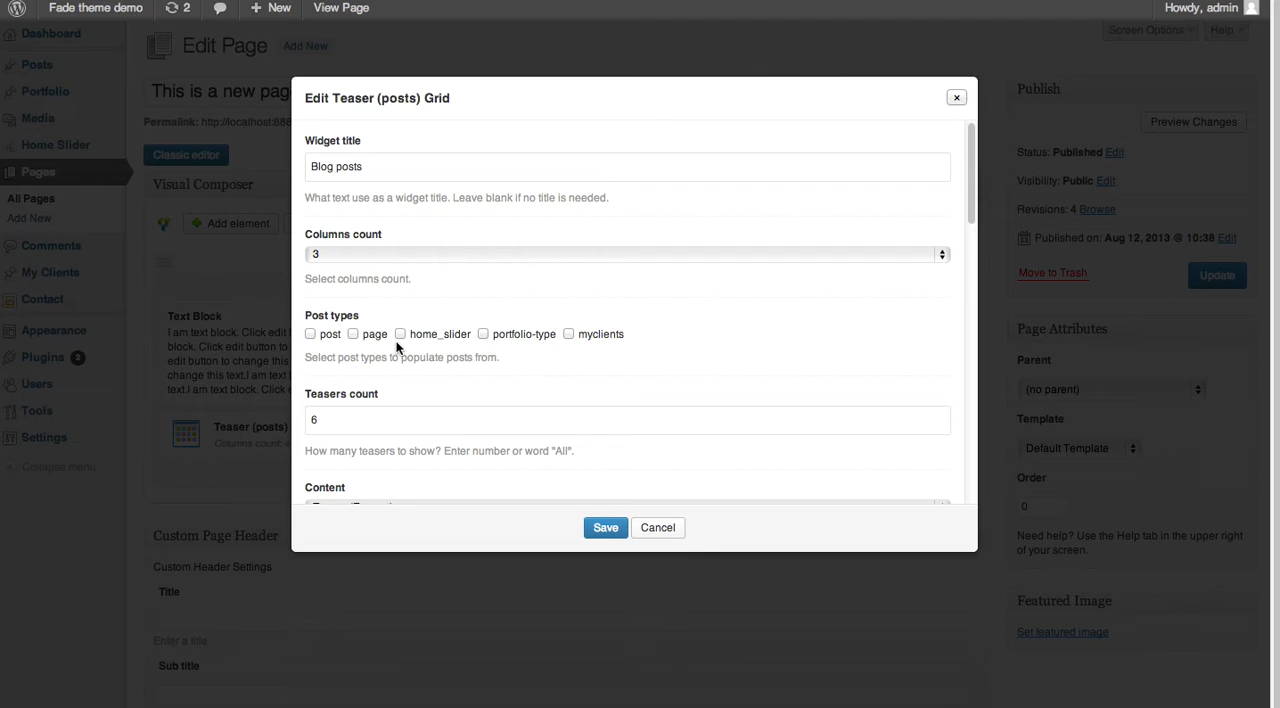 Fade theme demo 2 New View Page Howdy, admin
Dashboard
Posts
Portfolio
Media
Home Slider
Pages
All Pages
Add New
Comments
My Clients
Contact
Appearance
Plugins 2
Users
Tools
Settings
Collapse menu
Edit Page Add New
Screen Options Help
This is a new pag
Permalink: http://localhost:888
Classic editor
Visual Composer
Add element
Text Block
I am text block. Click edit
block. Click edit button to
edit button to change this
change this text.I am text
text.I am text block. Click
Teaser (posts)
Columns count:
Custom Page Header
Custom Header Settings
Title
Enter a title
Sub title
Edit Teaser (posts) Grid ×
Widget title
Blog posts
What text use as a widget title. Leave blank if no title is needed.
Columns count
3
Select columns count.
Post types
post page home_slider portfolio-type myclients
Select post types to populate posts from.
Teasers count
6
How many teasers to show? Enter number or word "All".
Content
Save Cancel
Publish
Preview Changes
Status: Published Edit
Visibility: Public Edit
Revisions: 4 Browse
Published on: Aug 12, 2013 @ 10:38 Edit
Move to Trash Update
Page Attributes
Parent
(no parent)
Template
Default Template
Order
0
Need help? Use the Help tab in the upper right
of your screen.
Featured Image
Set featured image